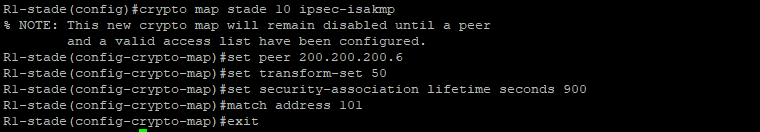 R1-stade(config)#crypto map stade 10 ipsec-isakmp
% NOTE: This new crypto map will remain disabled until a peer
        and a valid access list have been configured.
R1-stade(config-crypto-map)#set peer 200.200.200.6
R1-stade(config-crypto-map)#set transform-set 50
R1-stade(config-crypto-map)#set security-association lifetime seconds 900
R1-stade(config-crypto-map)#match address 101
R1-stade(config-crypto-map)#exit